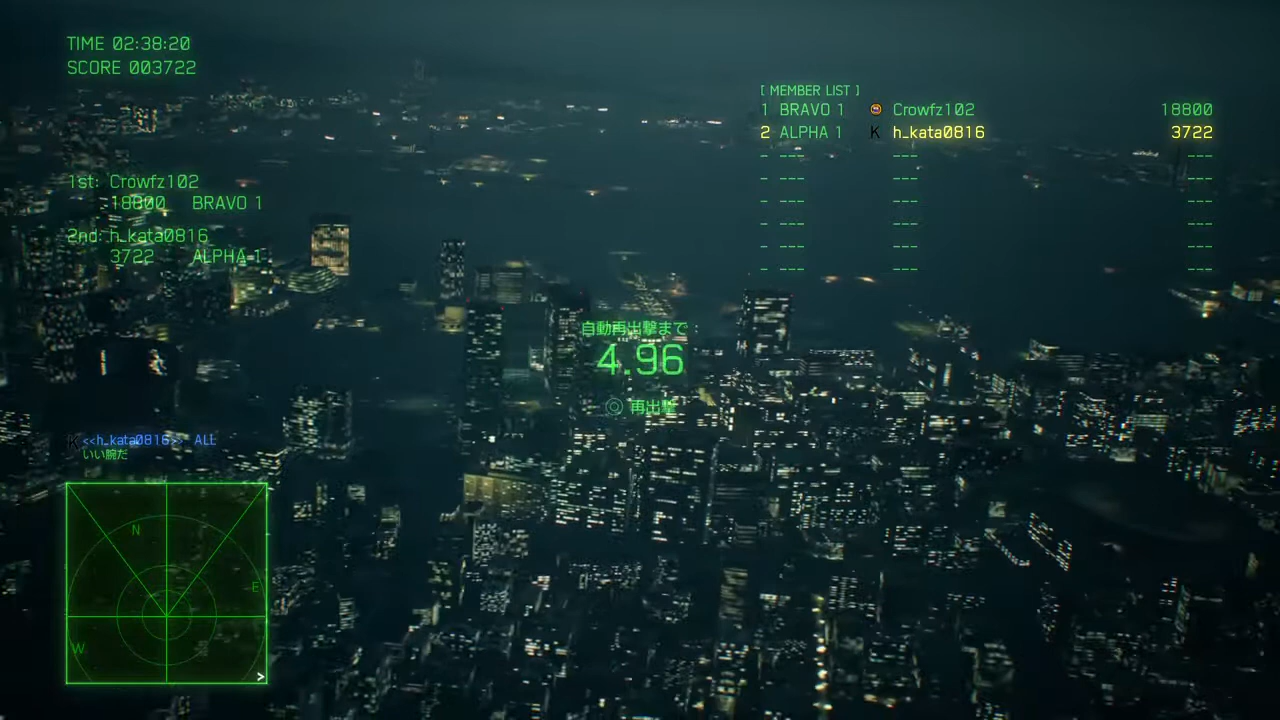 TIME 02:38:20
SCORE 003722
[ MEMBER LIST ]
1 BRAVO 1 Crowfz102 18800
2 ALPHA 1 K h_kata0816 3722
- --- --- ---
- --- --- ---
- --- --- ---
- --- --- ---
- --- --- ---
- --- --- ---
1st: Crowfz102
18800 BRAVO 1
2nd: h_kata0816
3722 ALPHA 1
自動再出撃まで :
4.96
◎ 再出撃
K <<h_kata0816>> ALL
いい腕だ
N
E
W
>